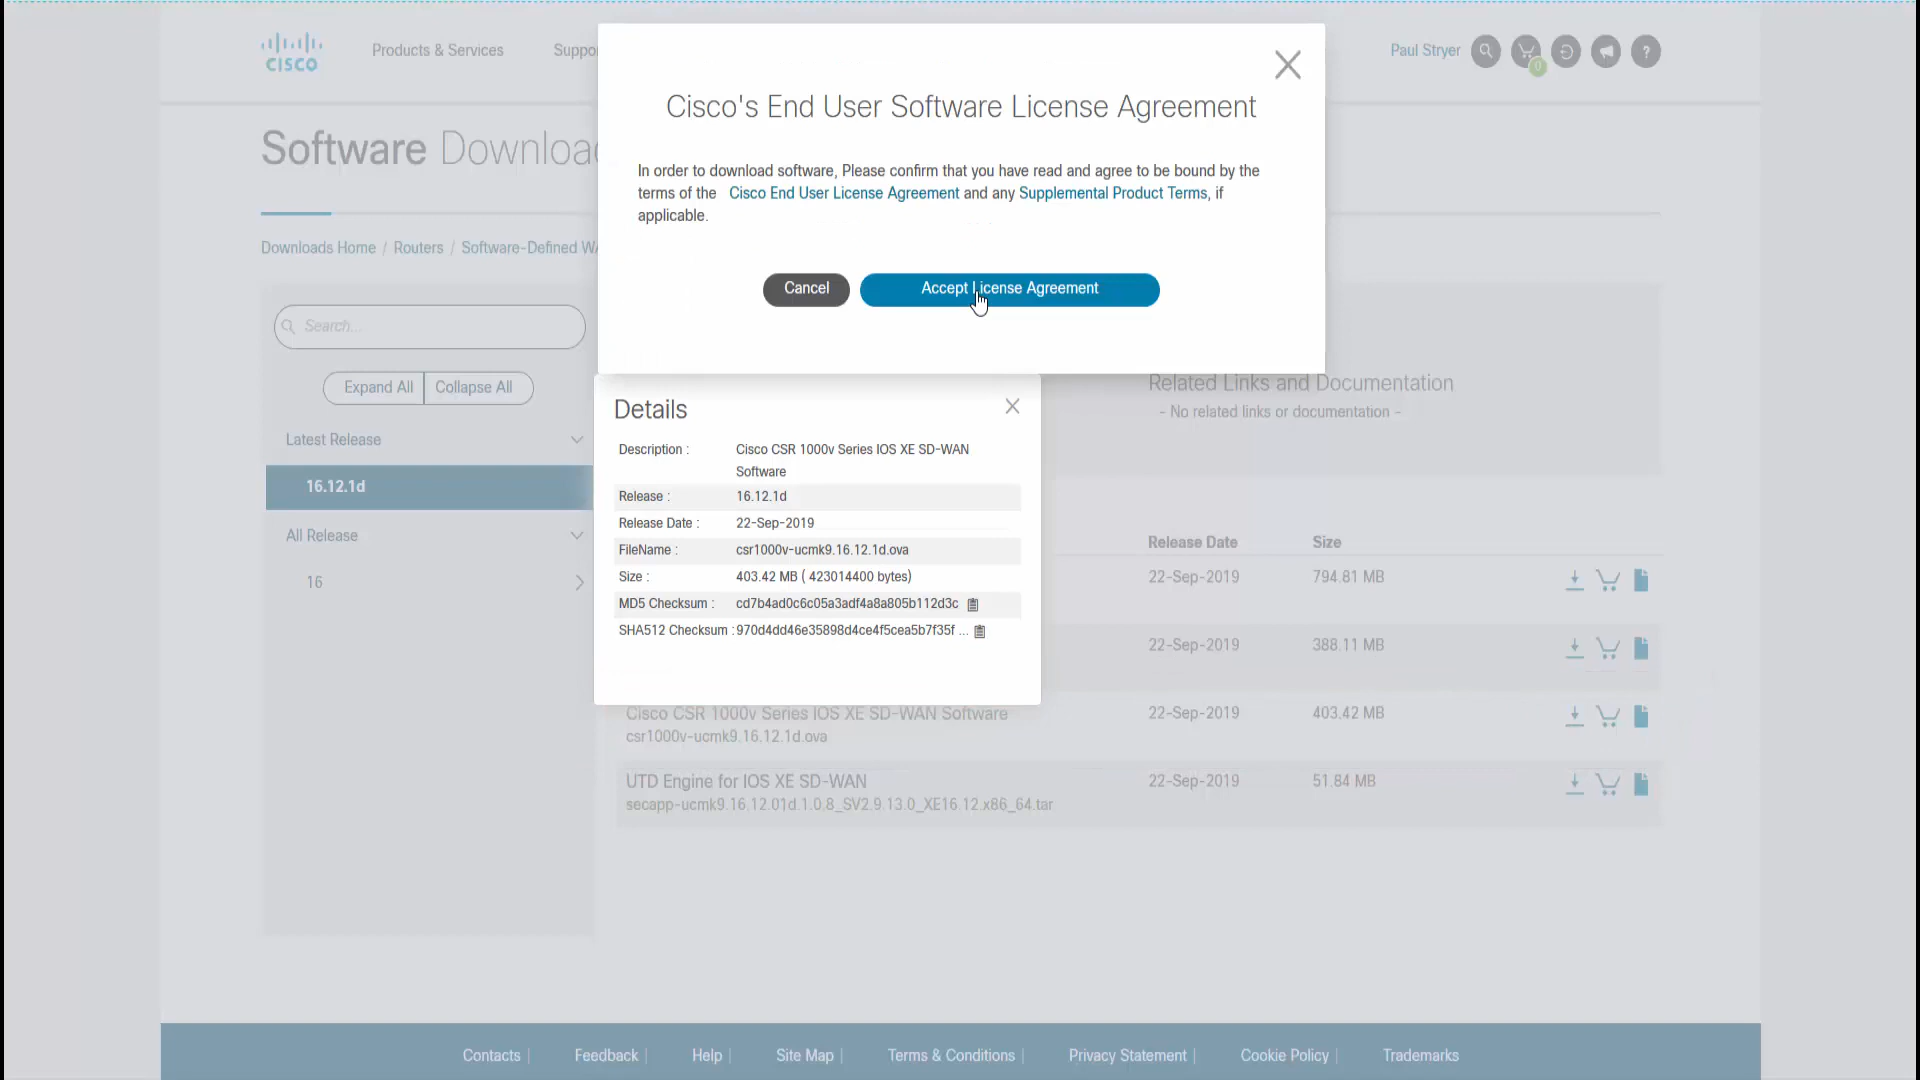 CISCO
Products & Services
Suppo
Paul Stryer
0
?
Software Downloa
Cisco's End User Software License Agreement
In order to download software, Please confirm that you have read and agree to be bound by the
terms of the Cisco End User License Agreement and any Supplemental Product Terms, if
applicable.
Cancel
Accept License Agreement
Downloads Home / Routers / Software-Defined WA
Search...
Expand All
Collapse All
Latest Release
16.12.1d
All Release
16
Details
Description : Cisco CSR 1000v Series IOS XE SD-WAN
Software
Release : 16.12.1d
Release Date : 22-Sep-2019
FileName : csr1000v-ucmk9.16.12.1d.ova
Size : 403.42 MB ( 423014400 bytes)
MD5 Checksum : cd7b4ad0c6c05a3adf4a8a805b112d3c
SHA512 Checksum : 970d4dd46e35898d4ce4f5cea5b7f35f ...
Related Links and Documentation
- No related links or documentation -
Release Date Size
22-Sep-2019 794.81 MB
22-Sep-2019 388.11 MB
Cisco CSR 1000v Series IOS XE SD-WAN Software 22-Sep-2019 403.42 MB
csr1000v-ucmk9.16.12.1d.ova
UTD Engine for IOS XE SD-WAN 22-Sep-2019 51.84 MB
secapp-ucmk9.16.12.01d.1.0.8_SV2.9.13.0_XE16.12.x86_64.tar
Contacts | Feedback | Help | Site Map | Terms & Conditions | Privacy Statement | Cookie Policy | Trademarks